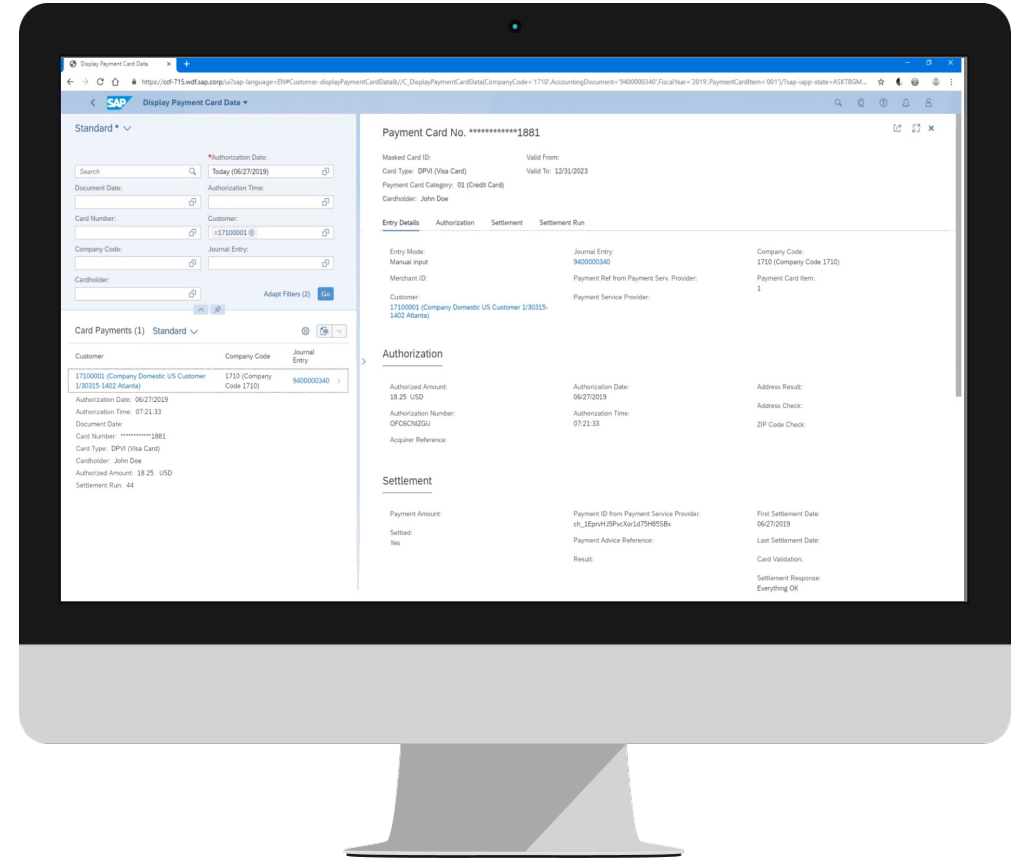 Display Payment Card Data
https://ccf-715.wdf.sap.corp/ui?sap-language=EN#Customer-displayPaymentCardData&//C_DisplayPaymentCardData(CompanyCode='1710',AccountingDocument='9400000340',FiscalYear='2019',PaymentCardItem='001')/?sap-iapp-state=ASKT8GM...
SAP Display Payment Card Data
Standard *
*Authorization Date:
Search Today (06/27/2019)
Document Date: Authorization Time:
Card Number: Customer:
=17100001
Company Code: Journal Entry:
Cardholder:
Adapt Filters (2) Go
Card Payments (1) Standard
Customer Company Code Journal Entry
17100001 (Company Domestic US Customer 1/30315-1402 Atlanta) 1710 (Company Code 1710) 9400000340
Authorization Date: 06/27/2019
Authorization Time: 07:21:33
Document Date:
Card Number: ************1881
Card Type: DPVI (Visa Card)
Cardholder: John Doe
Authorized Amount: 18.25 USD
Settlement Run: 44
Payment Card No. ************1881
Masked Card ID: Valid From:
Card Type: DPVI (Visa Card) Valid To: 12/31/2023
Payment Card Category: 01 (Credit Card)
Cardholder: John Doe
Entry Details Authorization Settlement Settlement Run
Entry Mode: Journal Entry: Company Code:
Manual input 9400000340 1710 (Company Code 1710)
Merchant ID: Payment Ref from Payment Serv. Provider: Payment Card Item:
1
Customer: Payment Service Provider:
17100001 (Company Domestic US Customer 1/30315-
1402 Atlanta)
Authorization
Authorized Amount: Authorization Date: Address Result:
18.25 USD 06/27/2019
Address Check:
Authorization Number: Authorization Time:
OFC6CNIZGU 07:21:33 ZIP Code Check:
Acquirer Reference:
Settlement
Payment Amount: Payment ID from Payment Service Provider: First Settlement Date:
ch_1EprvHJ5PvcXor1d75H85SBx 06/27/2019
Settled: Payment Advice Reference: Last Settlement Date:
Yes
Result: Card Validation:
Settlement Response:
Everything OK